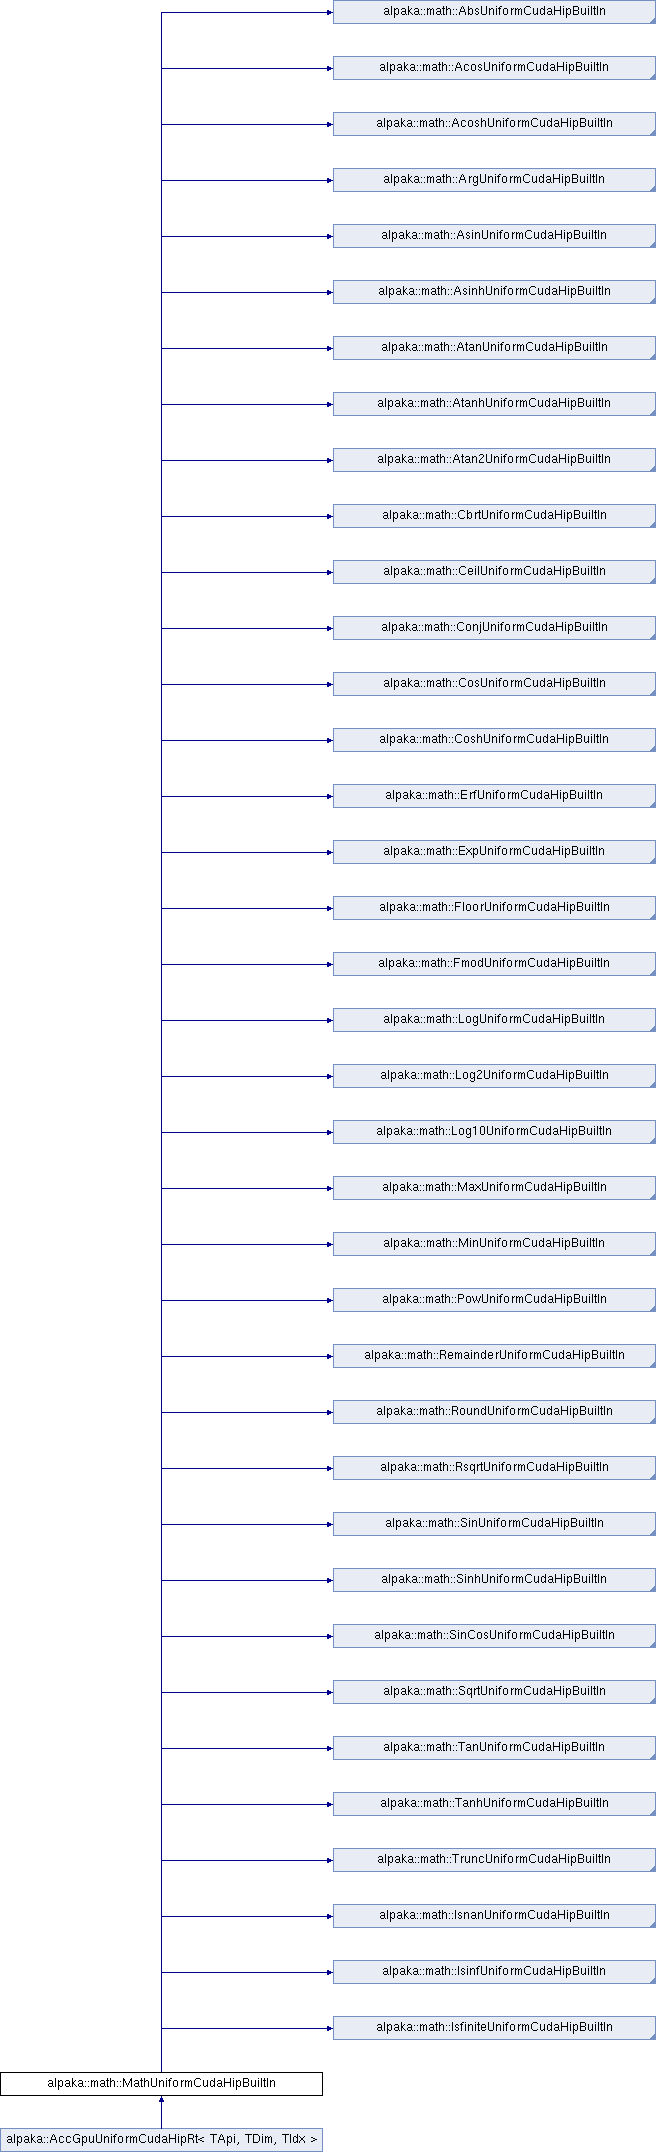 alpaka::math::AbsUniformCudaHipBuiltIn
alpaka::math::AcosUniformCudaHipBuiltIn
alpaka::math::AcoshUniformCudaHipBuiltIn
alpaka::math::ArgUniformCudaHipBuiltIn
alpaka::math::AsinUniformCudaHipBuiltIn
alpaka::math::AsinhUniformCudaHipBuiltIn
alpaka::math::AtanUniformCudaHipBuiltIn
alpaka::math::AtanhUniformCudaHipBuiltIn
alpaka::math::Atan2UniformCudaHipBuiltIn
alpaka::math::CbrtUniformCudaHipBuiltIn
alpaka::math::CeilUniformCudaHipBuiltIn
alpaka::math::ConjUniformCudaHipBuiltIn
alpaka::math::CosUniformCudaHipBuiltIn
alpaka::math::CoshUniformCudaHipBuiltIn
alpaka::math::ErfUniformCudaHipBuiltIn
alpaka::math::ExpUniformCudaHipBuiltIn
alpaka::math::FloorUniformCudaHipBuiltIn
alpaka::math::FmodUniformCudaHipBuiltIn
alpaka::math::LogUniformCudaHipBuiltIn
alpaka::math::Log2UniformCudaHipBuiltIn
alpaka::math::Log10UniformCudaHipBuiltIn
alpaka::math::MaxUniformCudaHipBuiltIn
alpaka::math::MinUniformCudaHipBuiltIn
alpaka::math::PowUniformCudaHipBuiltIn
alpaka::math::RemainderUniformCudaHipBuiltIn
alpaka::math::RoundUniformCudaHipBuiltIn
alpaka::math::RsqrtUniformCudaHipBuiltIn
alpaka::math::SinUniformCudaHipBuiltIn
alpaka::math::SinhUniformCudaHipBuiltIn
alpaka::math::SinCosUniformCudaHipBuiltIn
alpaka::math::SqrtUniformCudaHipBuiltIn
alpaka::math::TanUniformCudaHipBuiltIn
alpaka::math::TanhUniformCudaHipBuiltIn
alpaka::math::TruncUniformCudaHipBuiltIn
alpaka::math::IsnanUniformCudaHipBuiltIn
alpaka::math::IsinfUniformCudaHipBuiltIn
alpaka::math::IsfiniteUniformCudaHipBuiltIn
alpaka::math::MathUniformCudaHipBuiltIn
alpaka::AccGpuUniformCudaHipRt< TApi, TDim, TIdx >